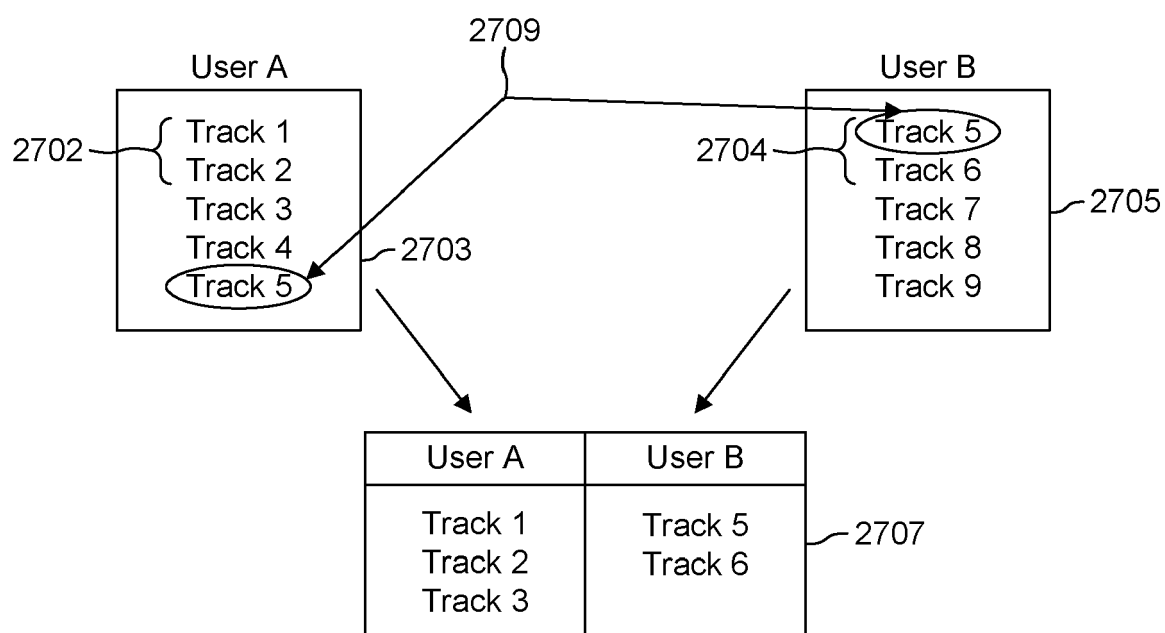 2709
User A
User B
2702
Track 1
Track 2
Track 3
Track 4
Track 5
2703
2704
Track 5
Track 6
Track 7
Track 8
Track 9
2705
User A User B
Track 1 Track 5
Track 2 Track 6
Track 3
2707